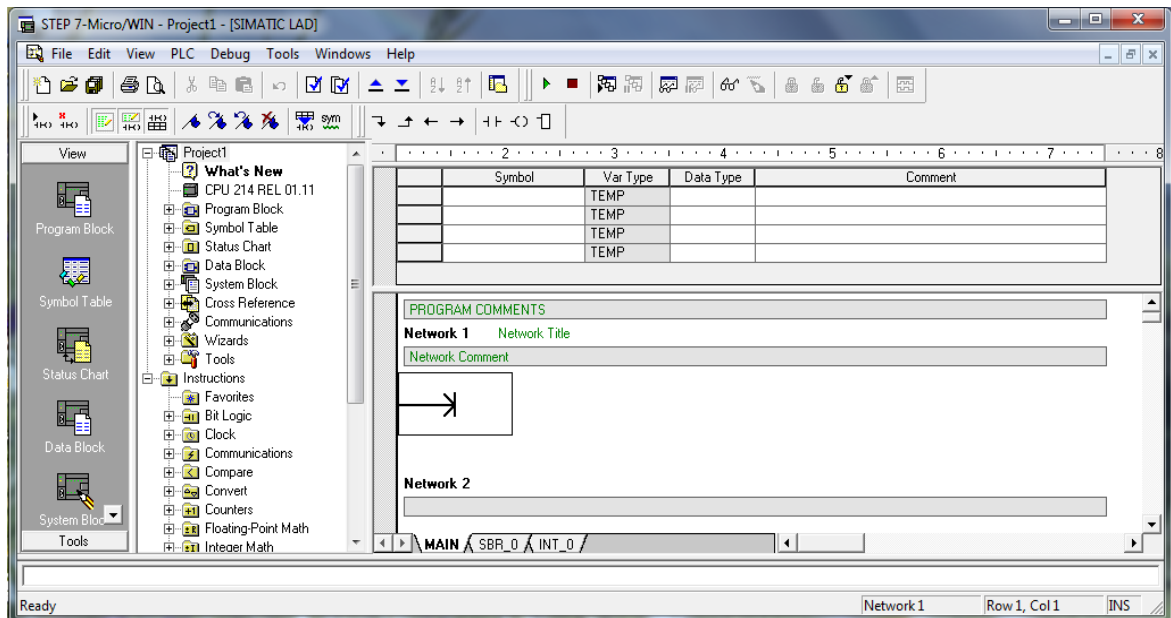 STEP 7-Micro/WIN - Project1 - [SIMATIC LAD]
File Edit View PLC Debug Tools Windows Help
View
Program Block
Symbol Table
Status Chart
Data Block
System Bloc
Tools
Project1
What's New
CPU 214 REL 01.11
Program Block
Symbol Table
Status Chart
Data Block
System Block
Cross Reference
Communications
Wizards
Tools
Instructions
Favorites
Bit Logic
Clock
Communications
Compare
Convert
Counters
Floating-Point Math
Integer Math
2 3 4 5 6 7 8
Symbol Var Type Data Type Comment
TEMP
TEMP
TEMP
TEMP
PROGRAM COMMENTS
Network 1 Network Title
Network Comment
Network 2
MAIN SBR_0 INT_0
Ready Network 1 Row 1, Col 1 INS